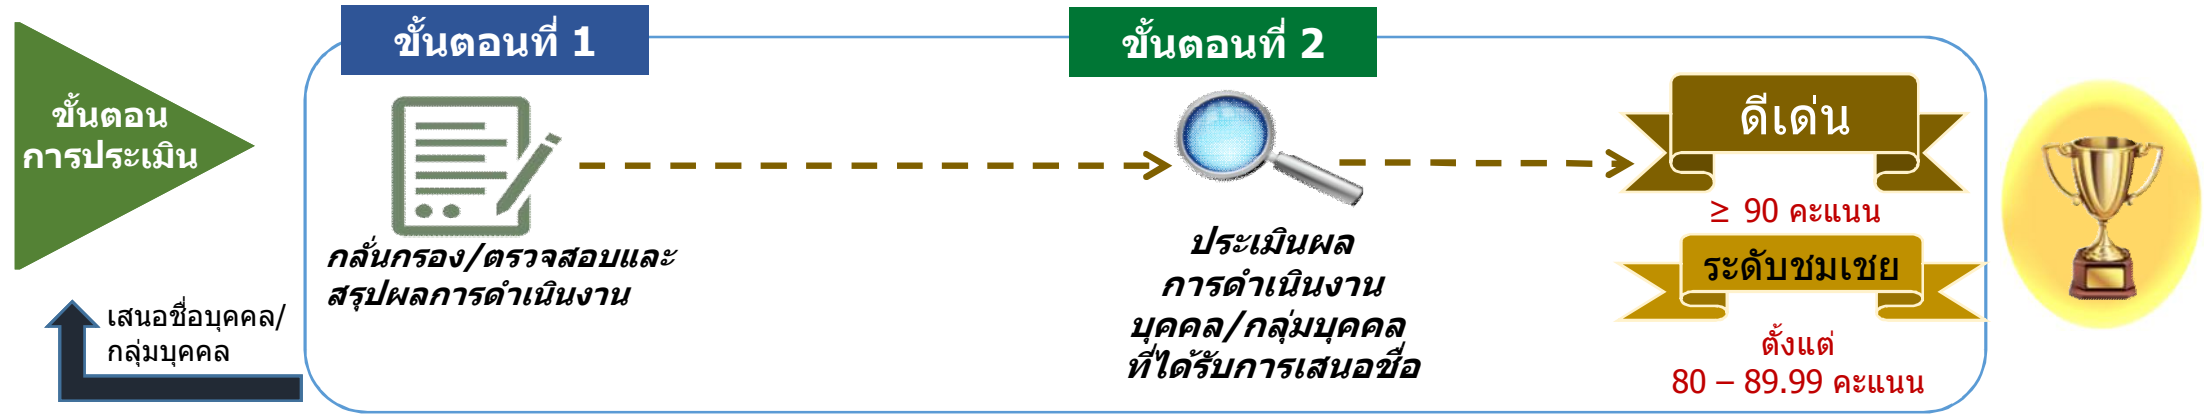 ขั้นตอน
การประเมิน
เสนอชื่อบุคคล/
กลุ่มบุคคล
ขั้นตอนที่ 1
กลั่นกรอง/ตรวจสอบและ
สรุปผลการดำเนินงาน
ขั้นตอนที่ 2
ประเมินผล
การดำเนินงาน
บุคคล/กลุ่มบุคคล
ที่ได้รับการเสนอชื่อ
ดีเด่น
≥ 90 คะแนน
ระดับชมเชย
ตั้งแต่
80 – 89.99 คะแนน